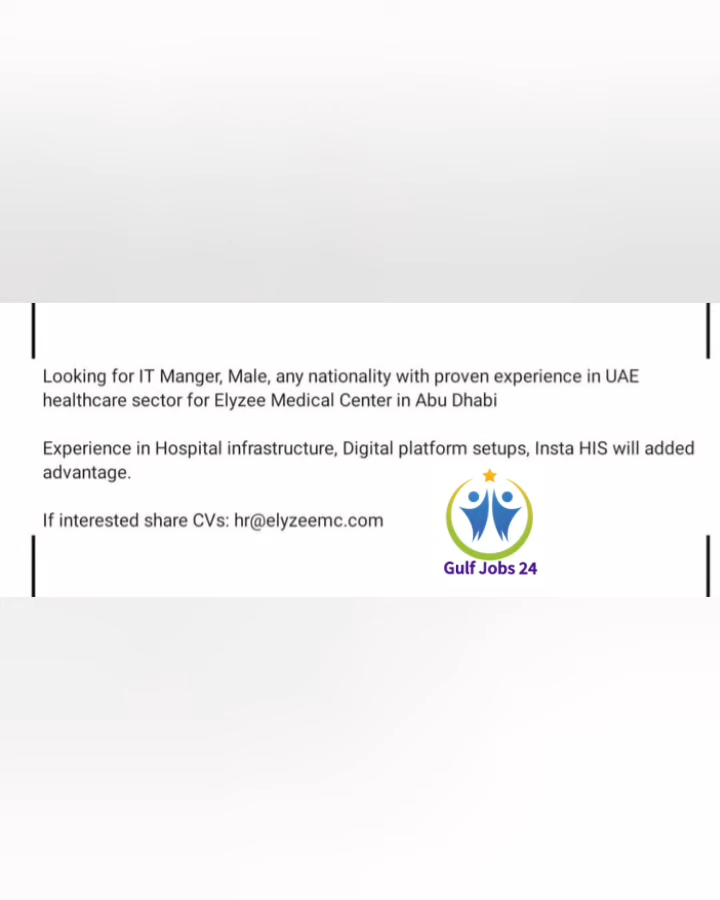 Looking for IT Manger, Male, any nationality with proven experience in UAE
healthcare sector for Elyzee Medical Center in Abu Dhabi
Experience in Hospital infrastructure, Digital platform setups, Insta HIS will added
advantage.
If interested share CVs: hr@elyzeemc.com
Gulf Jobs 24